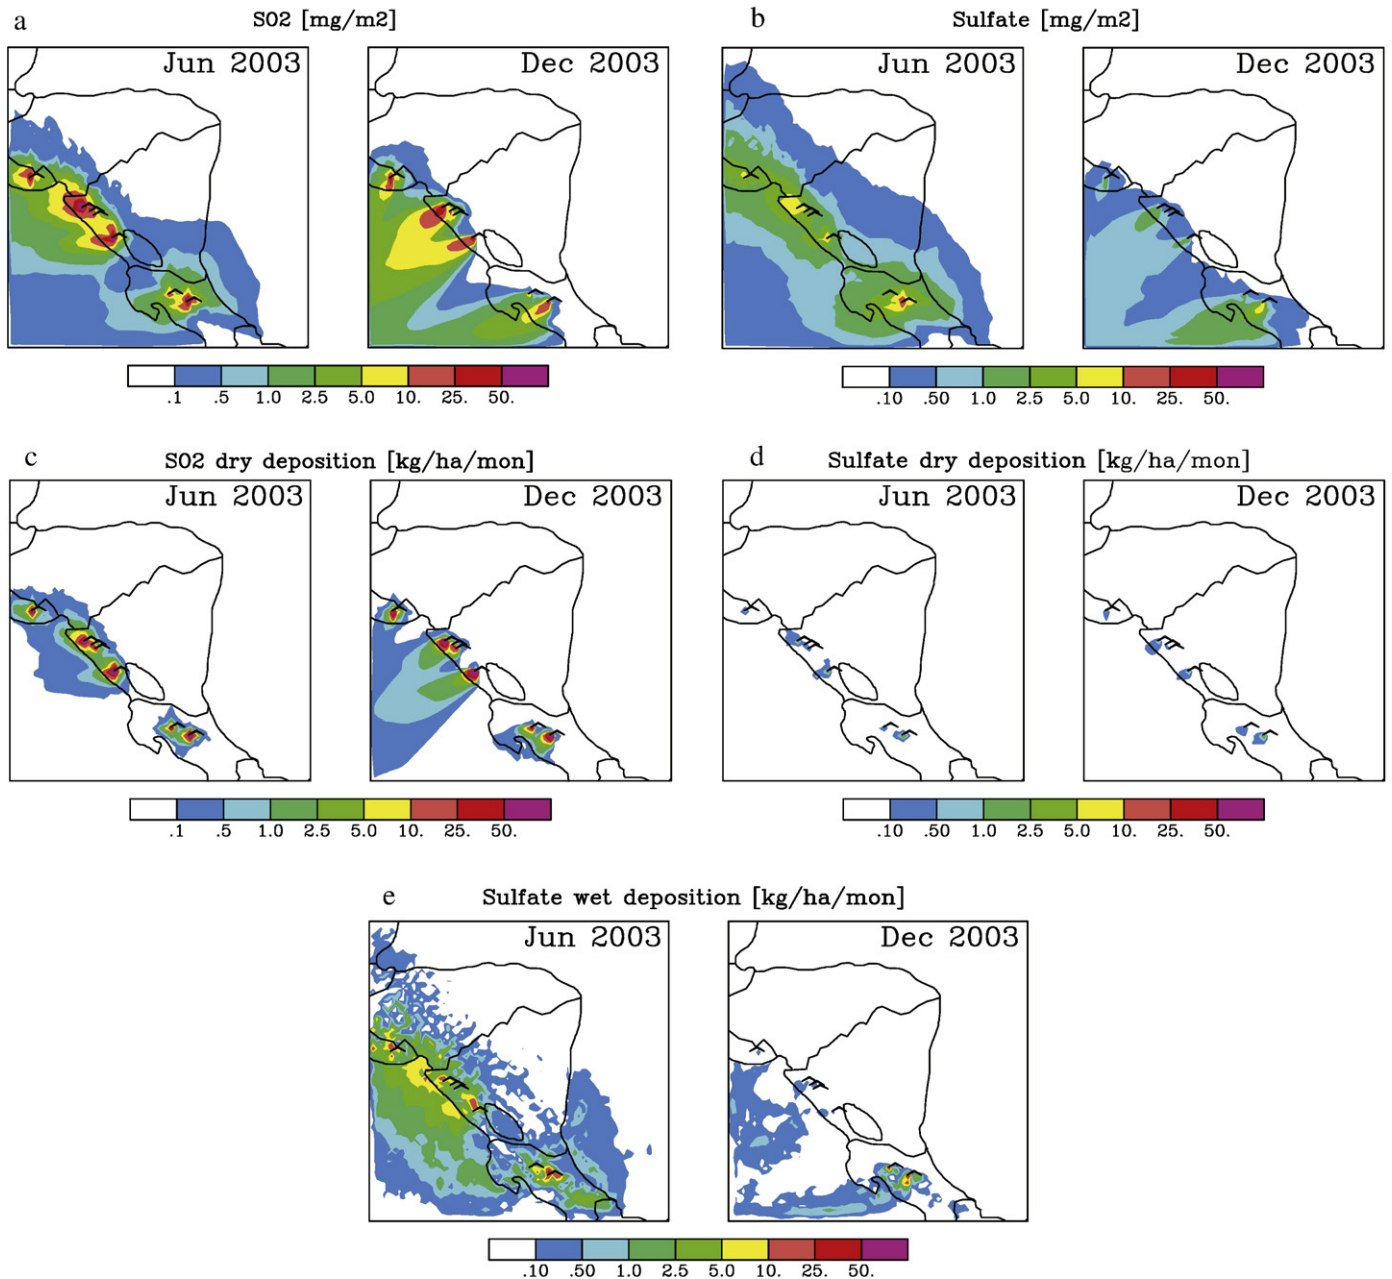 a SO2 [mg/m2]
b Sulfate [mg/m2]
Jun 2003
Dec 2003
Jun 2003
Dec 2003
.1 .5 1.0 2.5 5.0 10. 25. 50.
.10 .50 1.0 2.5 5.0 10. 25. 50.
c SO2 dry deposition [kg/ha/mon]
d Sulfate dry deposition [kg/ha/mon]
Jun 2003
Dec 2003
Jun 2003
Dec 2003
.1 .5 1.0 2.5 5.0 10. 25. 50.
.10 .50 1.0 2.5 5.0 10. 25. 50.
e Sulfate wet deposition [kg/ha/mon]
Jun 2003
Dec 2003
.10 .50 1.0 2.5 5.0 10. 25. 50.